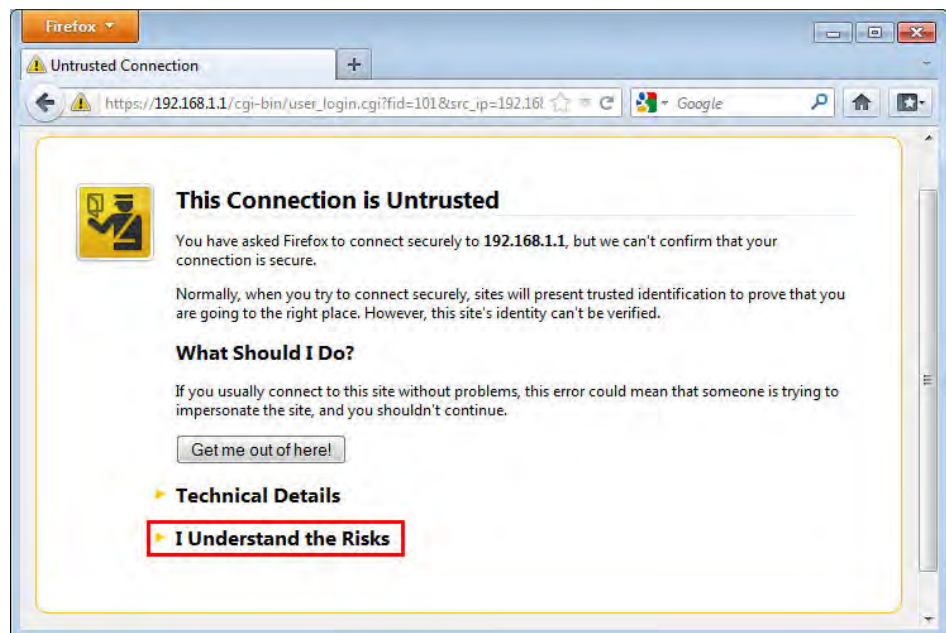 Firefox
Untrusted Connection
https://192.168.1.1/cgi-bin/user_login.cgi?fid=101&src_ip=192.16
Google
This Connection is Untrusted
You have asked Firefox to connect securely to 192.168.1.1, but we can't confirm that your
connection is secure.
Normally, when you try to connect securely, sites will present trusted identification to prove that you
are going to the right place. However, this site's identity can't be verified.
What Should I Do?
If you usually connect to this site without problems, this error could mean that someone is trying to
impersonate the site, and you shouldn't continue.
Get me out of here!
Technical Details
I Understand the Risks